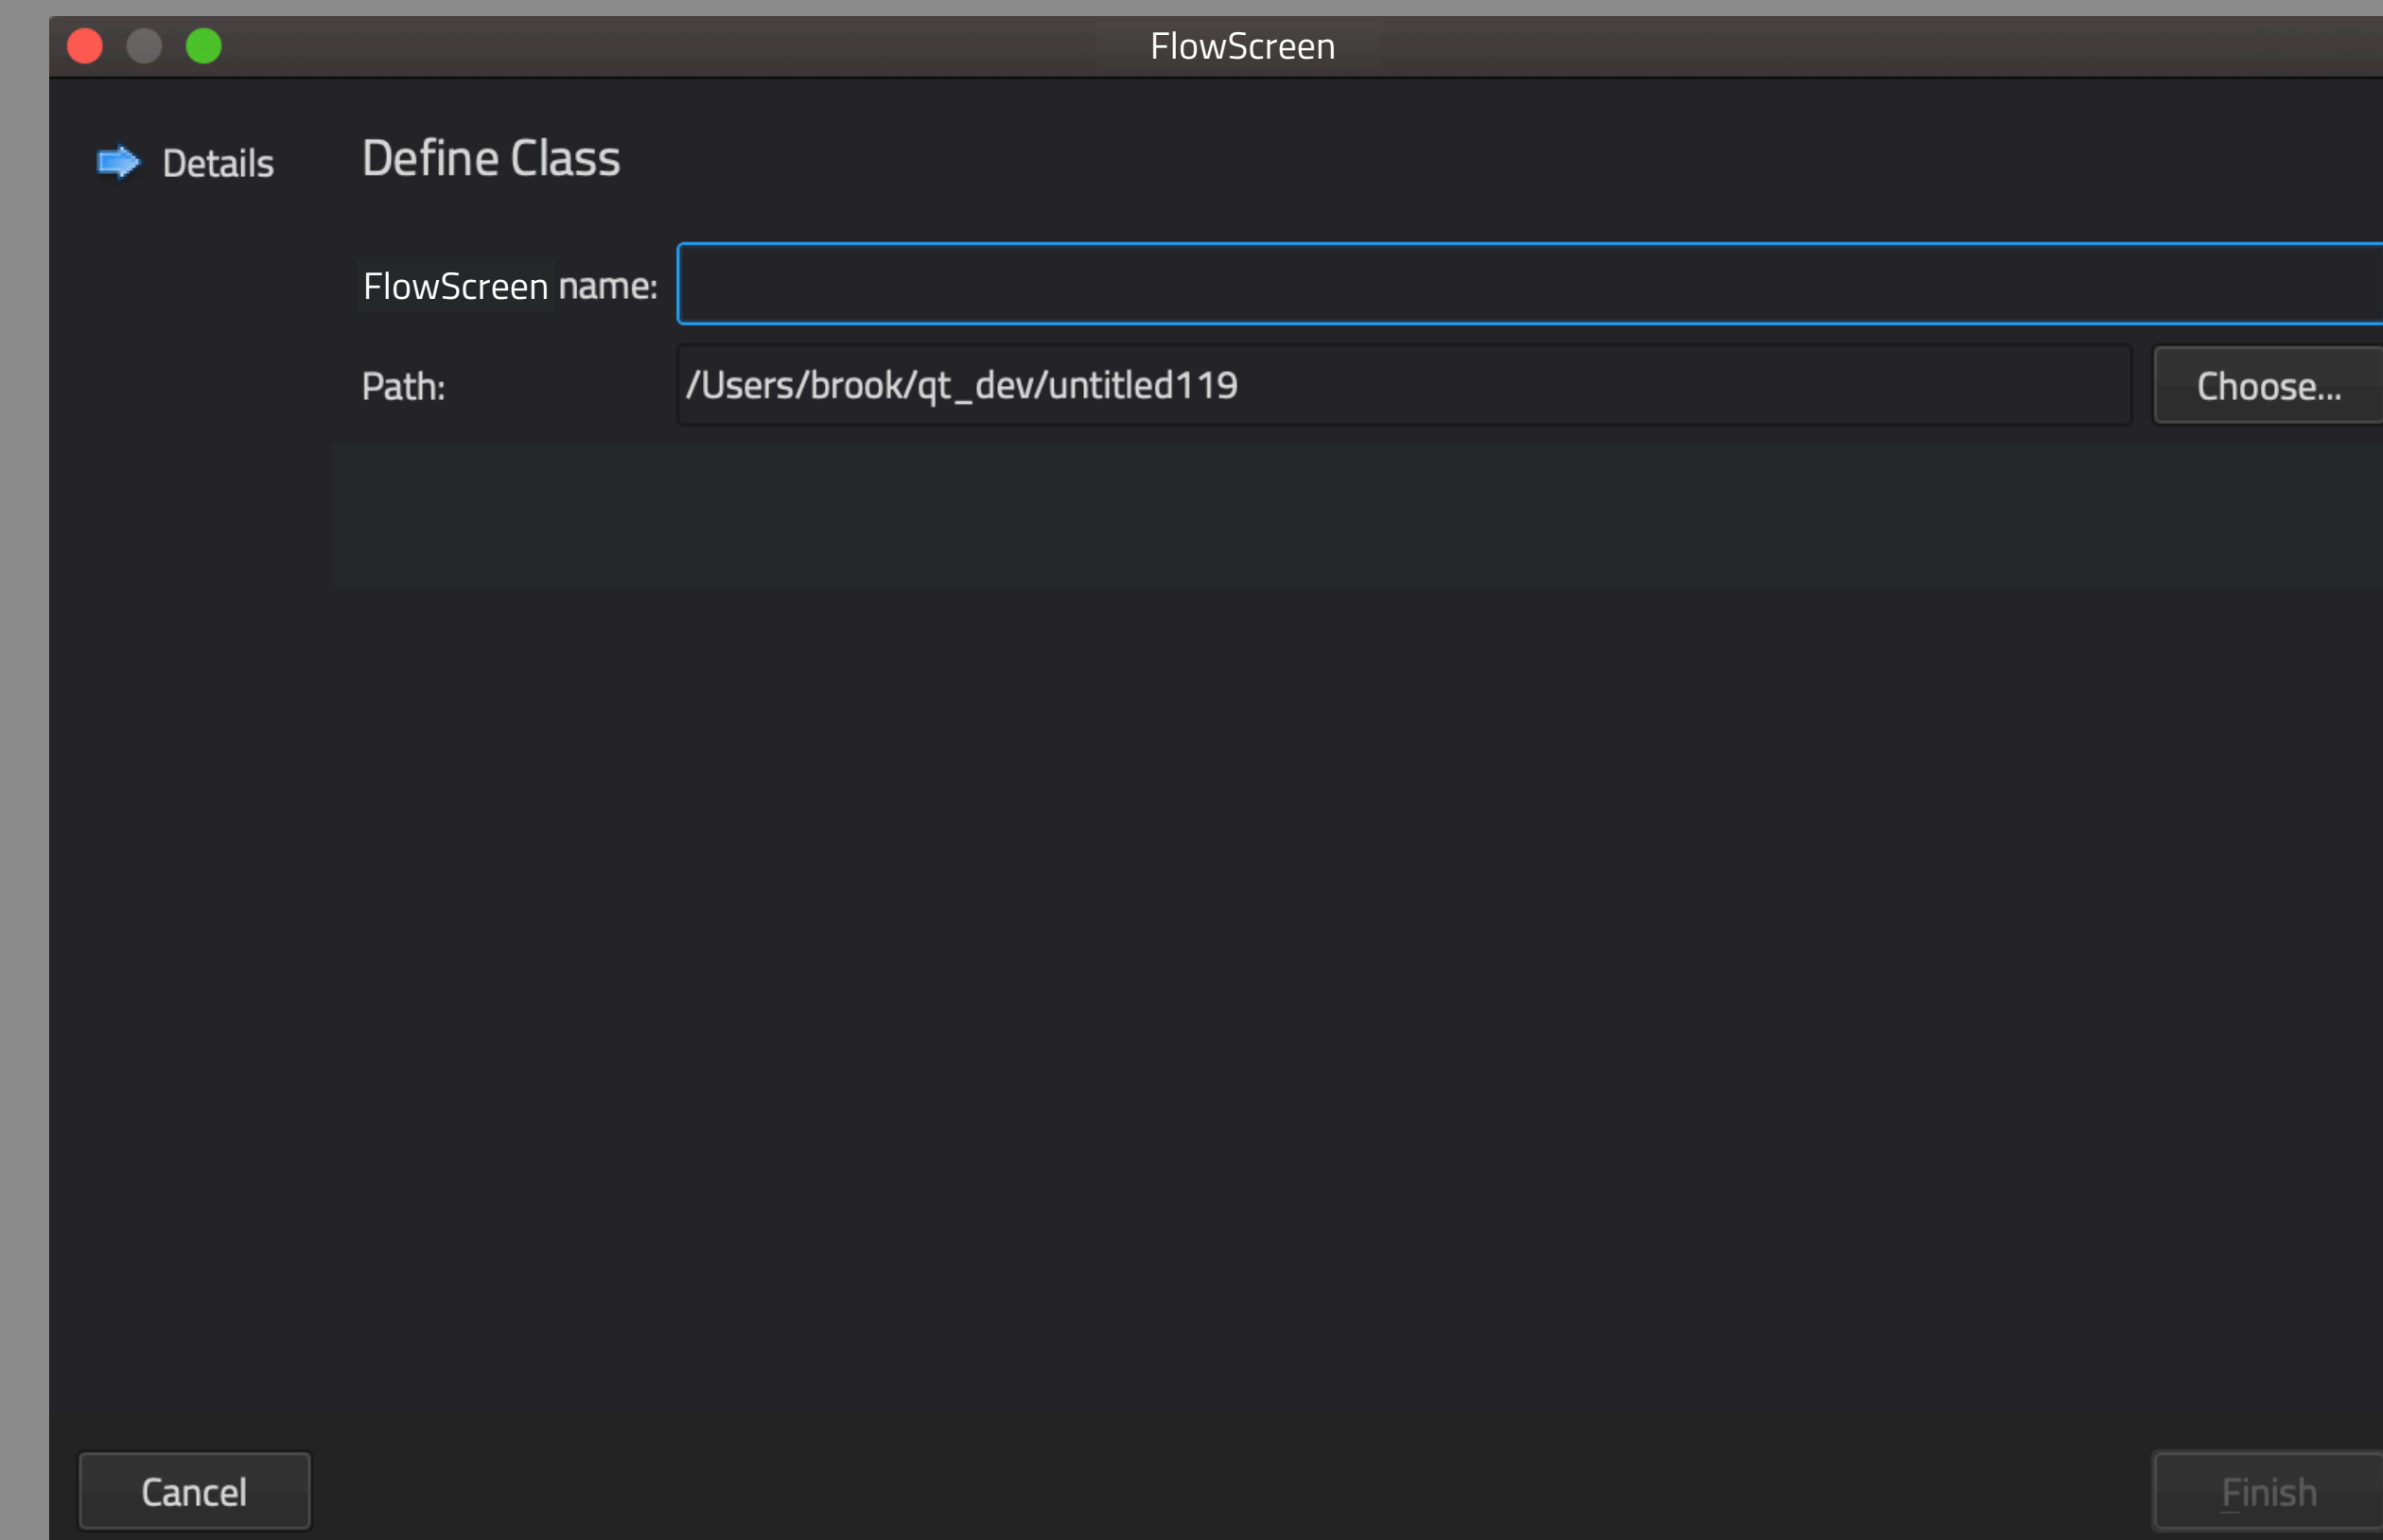 FlowScreen
Details
Define Class
FlowScreen name:
Path: /Users/brook/qt_dev/untitled119 Choose...
Cancel Finish